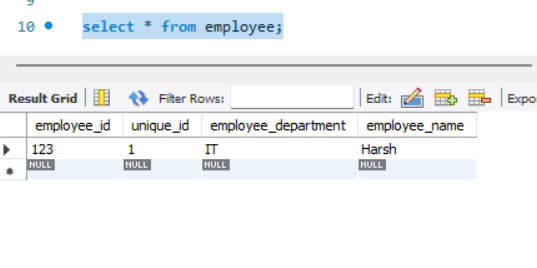 9
10 select * from employee;
Result Grid Filter Rows: Edit: Expo
employee_id unique_id employee_department employee_name
123 1 IT Harsh
NULL NULL NULL NULL